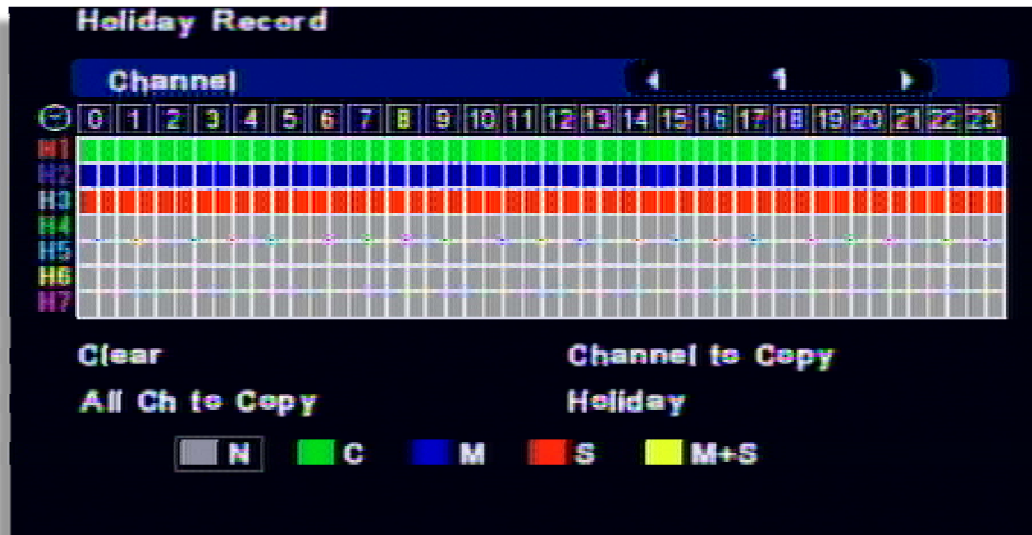 Holiday Record
Channel 1
0 1 2 3 4 5 6 7 8 9 10 11 12 13 14 15 16 17 18 19 20 21 22 23
H1
H2
H3
H4
H5
H6
H7
Clear Channel to Copy
All Ch to Copy Holiday
N C M S M+S